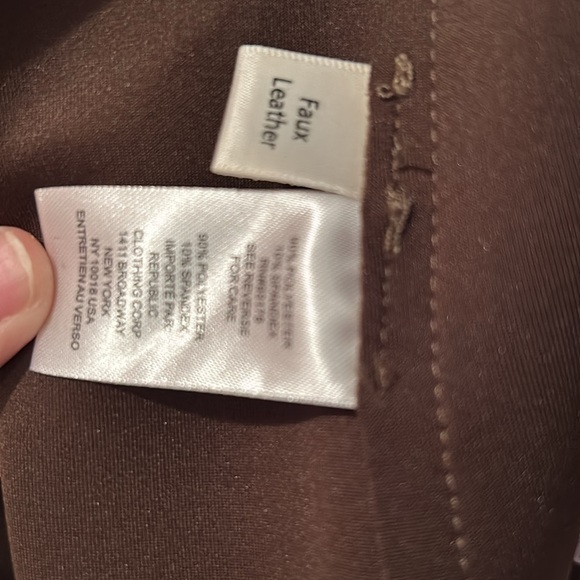 Faux
Leather
90% POLYESTER
10% SPANDEX
SEE REVERSE
FOR CARE
90% POLYESTER
10% SPANDEX
IMPORTE PAR:
REPUBLIC
CLOTHING CORP
1411 BROADWAY
NEW YORK
NY 10018 USA
ENTRETIEN AU VERSO